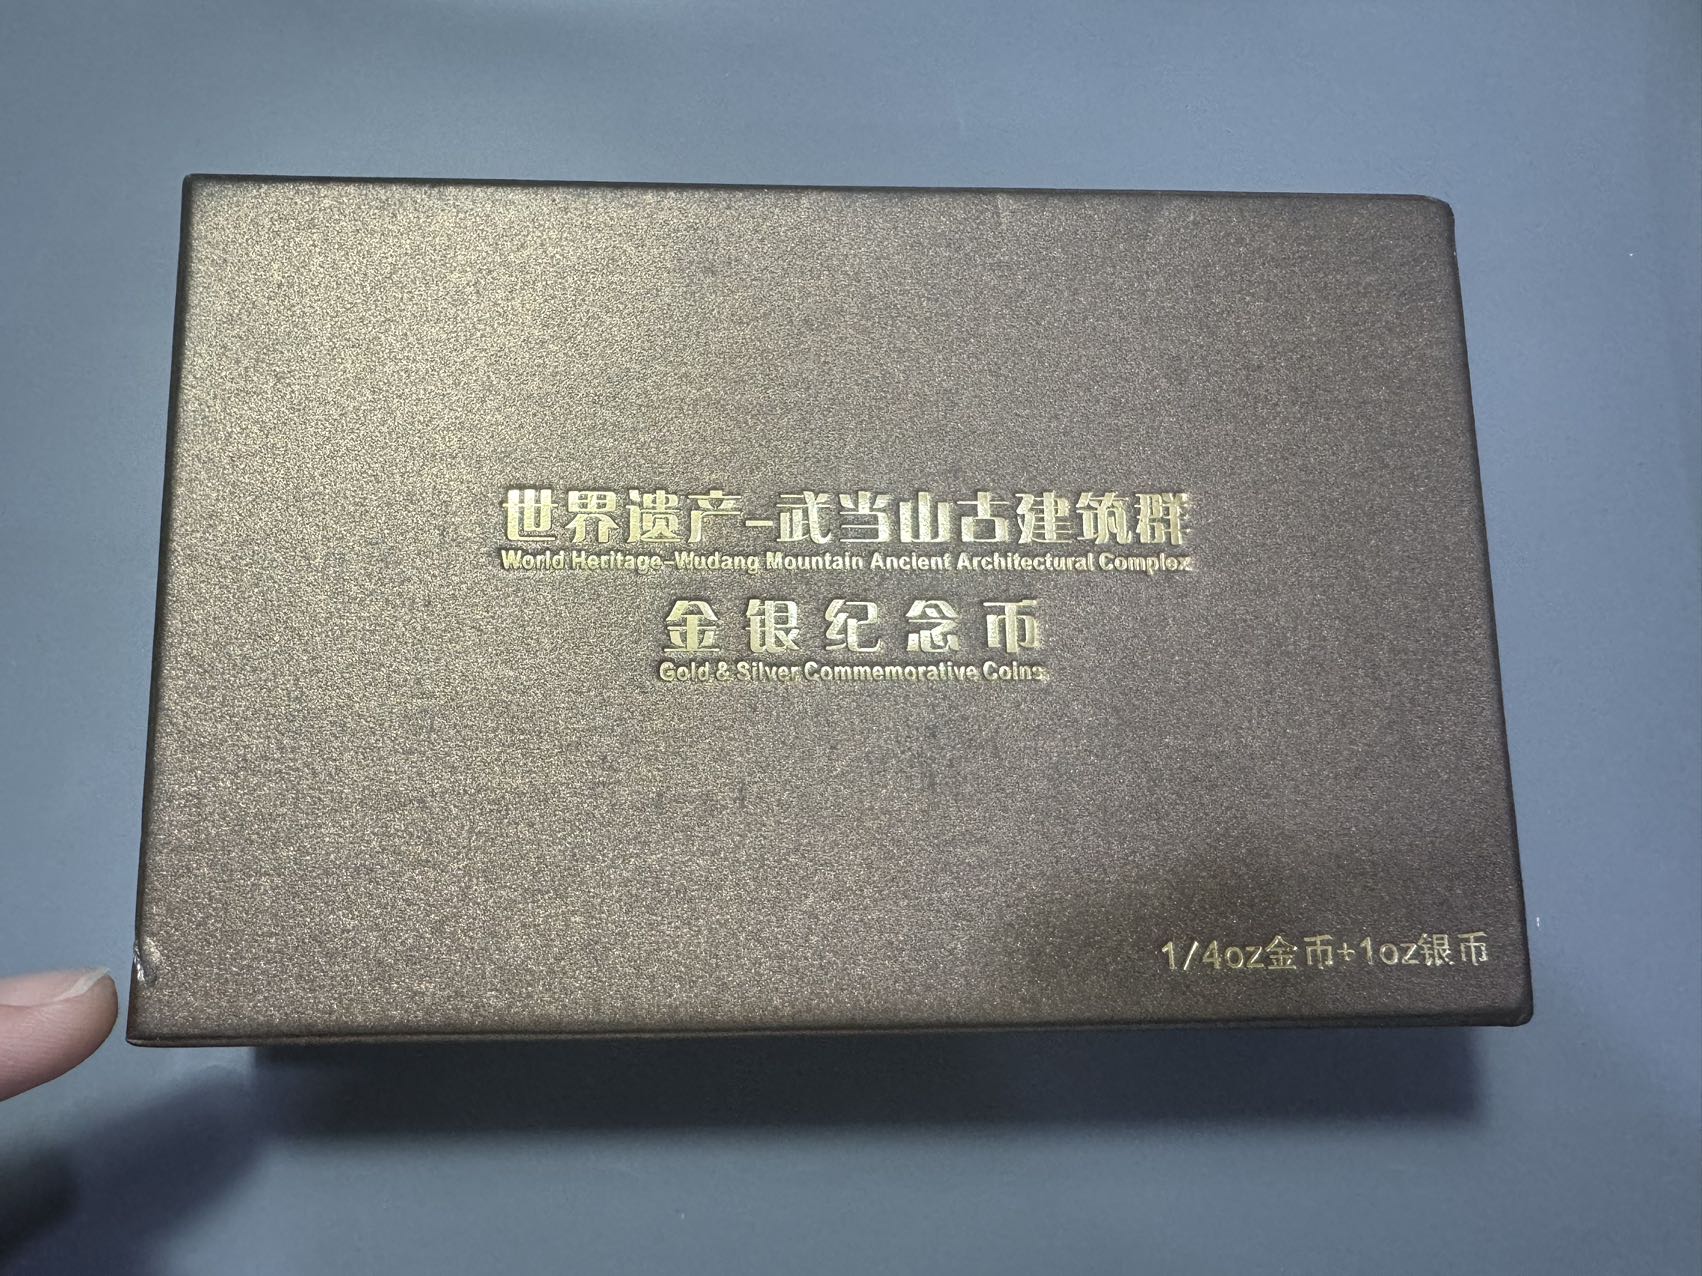 世界遗产-武当山古建筑群
World Heritage-Wudang Mountain Ancient Architectural Complex
金银纪念币
Gold & Silver Commemorative Coins
1/4oz金币+1oz银币